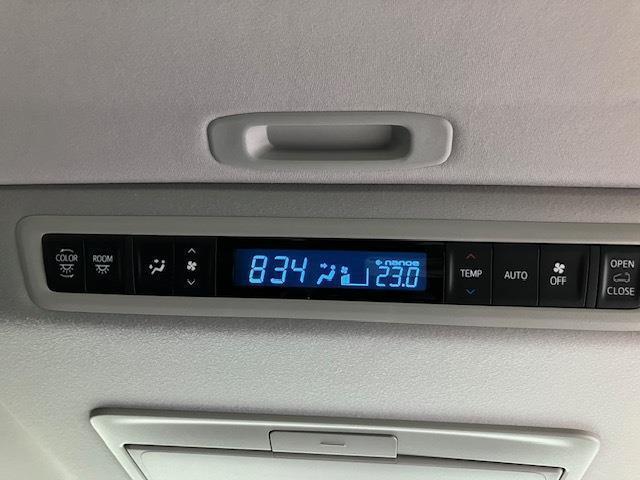 COLOR
ROOM
834
nanoe
23.0
TEMP
AUTO
OFF
OPEN
CLOSE